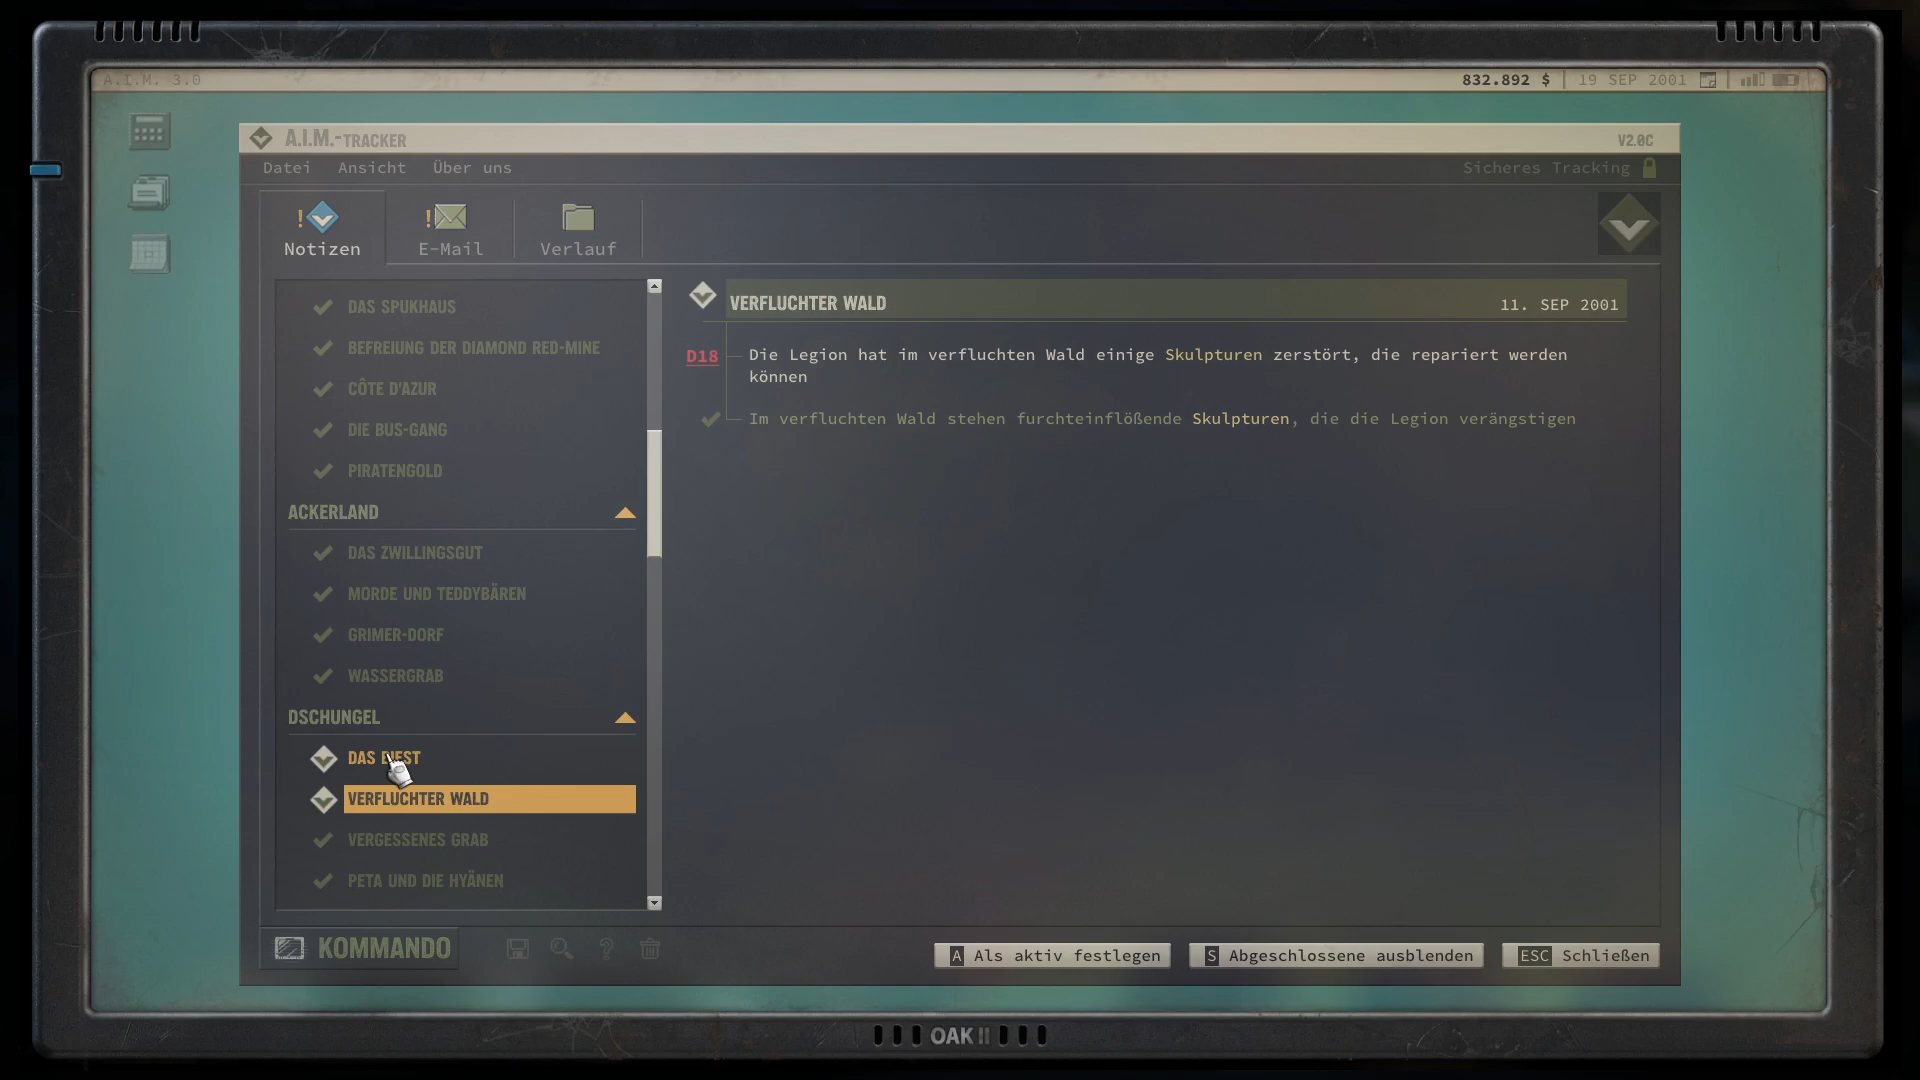 A.I.M. 3.0
832.892 $ | 19 SEP 2001
A.I.M.-TRACKER
V2.0C
Datei Ansicht Über uns
Sicheres Tracking
! Notizen
! E-Mail
Verlauf
DAS SPUKHAUS
BEFREIUNG DER DIAMOND RED-MINE
CÔTE D'AZUR
DIE BUS-GANG
PIRATENGOLD
ACKERLAND
DAS ZWILLINGSGUT
MORDE UND TEDDYBÄREN
GRIMER-DORF
WASSERGRAB
DSCHUNGEL
DAS BIEST
VERFLUCHTER WALD
VERGESSENES GRAB
PETA UND DIE HYÄNEN
VERFLUCHTER WALD
11. SEP 2001
D18 Die Legion hat im verfluchten Wald einige Skulpturen zerstört, die repariert werden
können
Im verfluchten Wald stehen furchteinflößende Skulpturen, die die Legion verängstigen
KOMMANDO
?
A Als aktiv festlegen
S Abgeschlossene ausblenden
ESC Schließen
OAK II